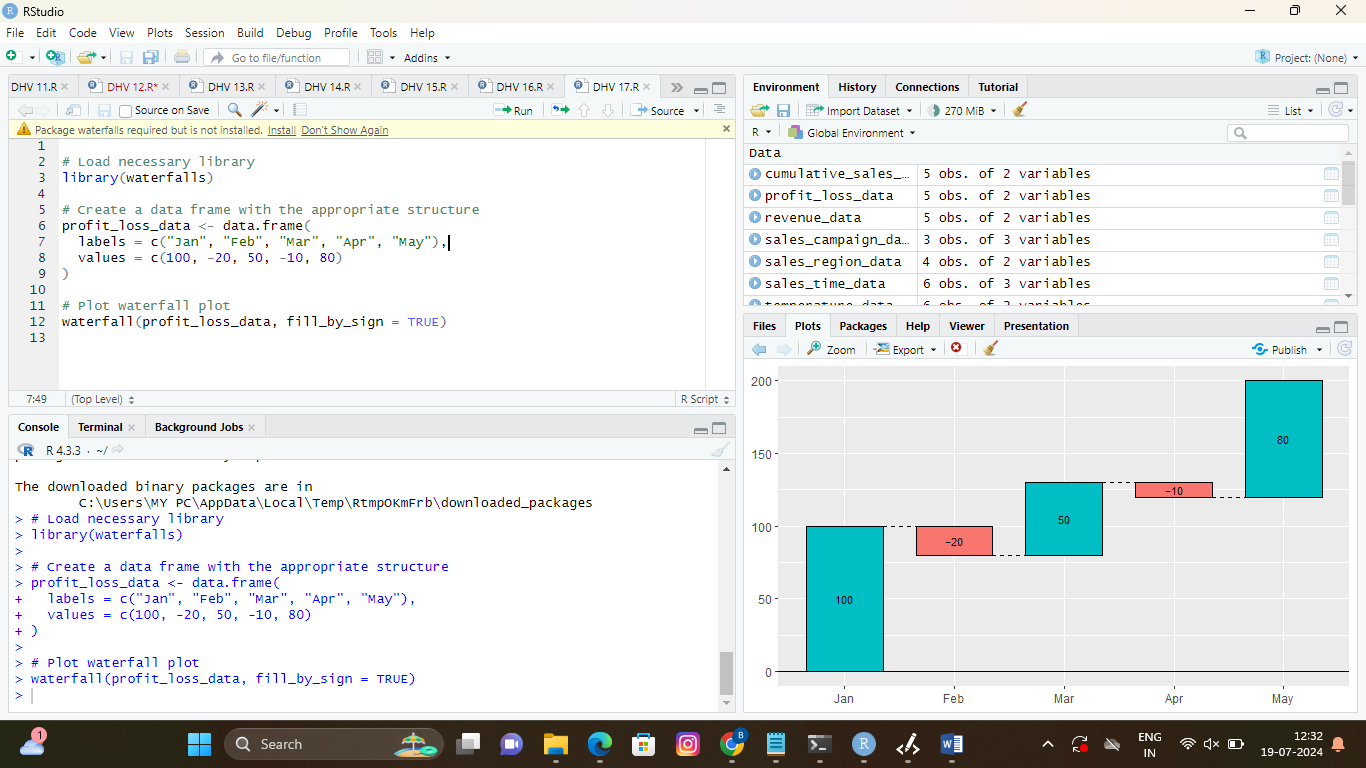 RStudio
File Edit Code View Plots Session Build Debug Profile Tools Help
Go to file/function Addins Project: (None)
DHV 11.R DHV 12.R* DHV 13.R DHV 14.R DHV 15.R DHV 16.R DHV 17.R
Source on Save Run Source
Package waterfalls required but is not installed. Install Don't Show Again
1
2 # Load necessary library
3 library(waterfalls)
4
5 # Create a data frame with the appropriate structure
6 profit_loss_data <- data.frame(
7 labels = c("Jan", "Feb", "Mar", "Apr", "May"),
8 values = c(100, -20, 50, -10, 80)
9 )
10
11 # Plot waterfall plot
12 waterfall(profit_loss_data, fill_by_sign = TRUE)
13
7:49 (Top Level) R Script
Console Terminal Background Jobs
R 4.3.3 · ~/
The downloaded binary packages are in
C:\Users\MY PC\AppData\Local\Temp\RtmpOKmFrb\downloaded_packages
> # Load necessary library
> library(waterfalls)
>
> # Create a data frame with the appropriate structure
> profit_loss_data <- data.frame(
+ labels = c("Jan", "Feb", "Mar", "Apr", "May"),
+ values = c(100, -20, 50, -10, 80)
+ )
>
> # Plot waterfall plot
> waterfall(profit_loss_data, fill_by_sign = TRUE)
>
Environment History Connections Tutorial
Import Dataset 270 MiB List
R Global Environment
Data
cumulative_sales_… 5 obs. of 2 variables
profit_loss_data 5 obs. of 2 variables
revenue_data 5 obs. of 2 variables
sales_campaign_da… 3 obs. of 3 variables
sales_region_data 4 obs. of 2 variables
sales_time_data 6 obs. of 3 variables
temperature_data 6 obs. of 2 variables
Files Plots Packages Help Viewer Presentation
Zoom Export Publish
200
150
100
50
0
80
-10
50
-20
100
Jan Feb Mar Apr May
1
Search
B
ENG
IN
12:32
19-07-2024